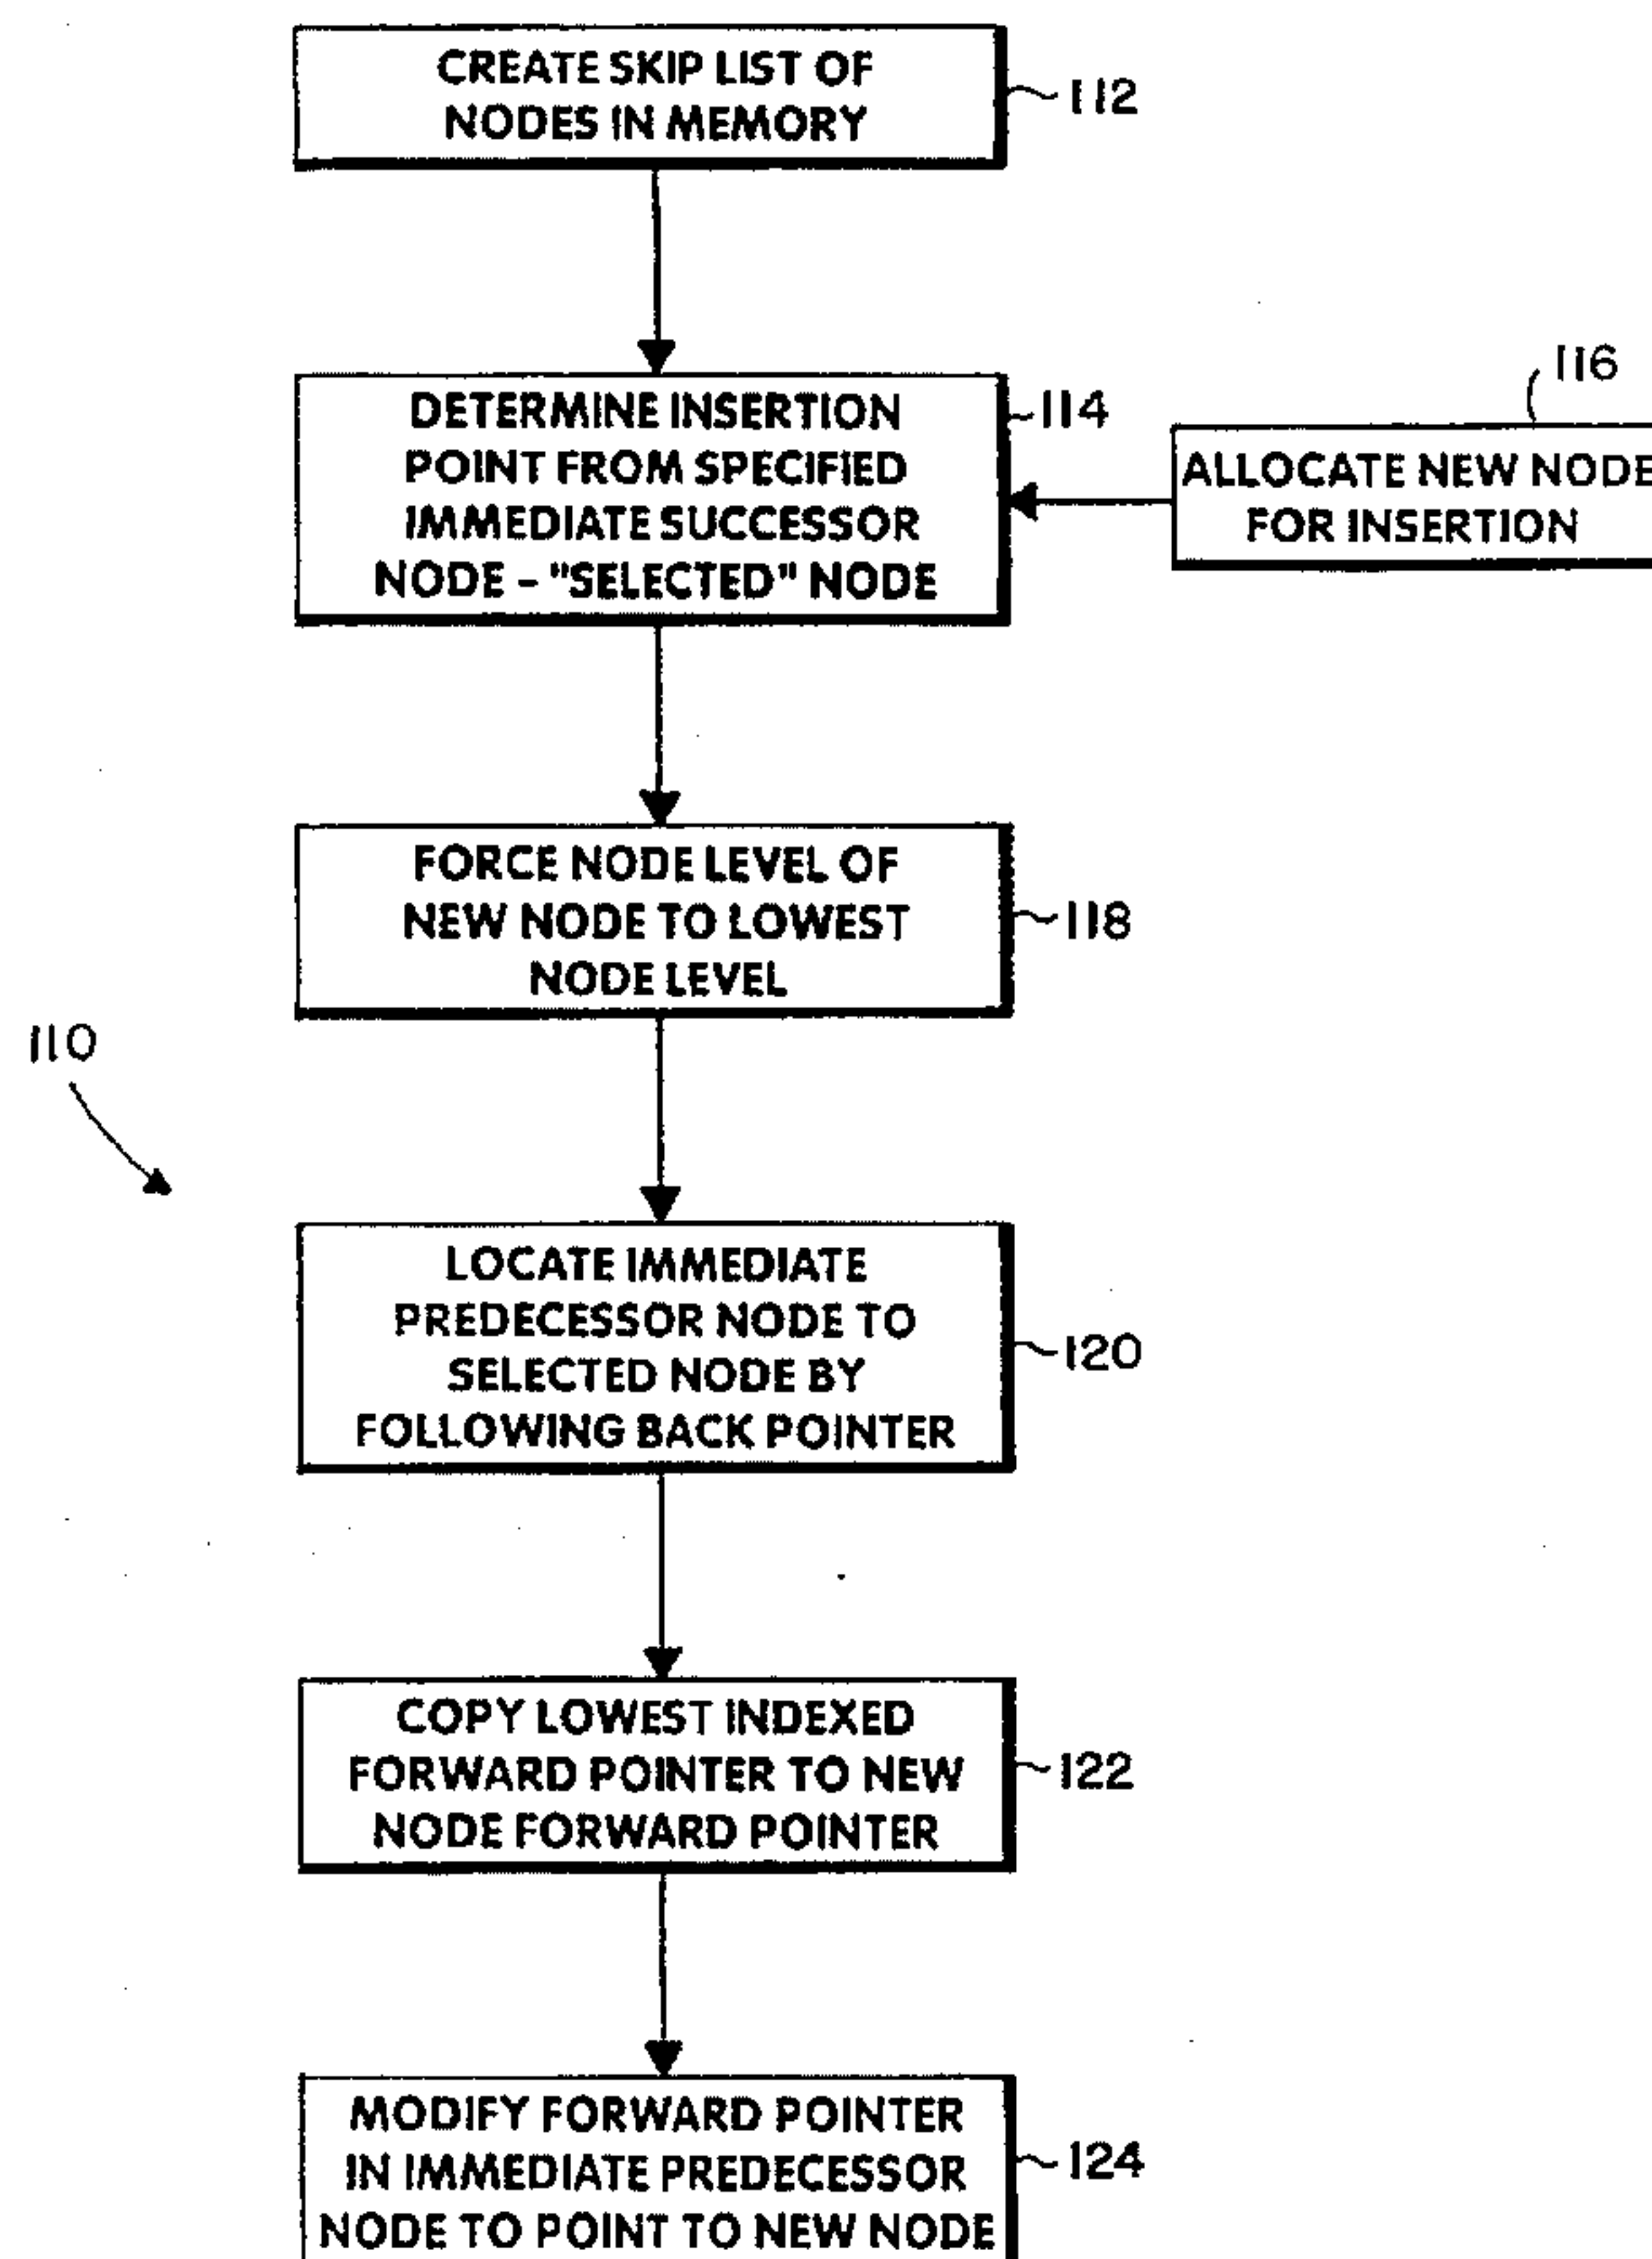 CREATE SKIP LIST OF
NODES IN MEMORY
112
DETERMINE INSERTION
POINT FROM SPECIFIED
IMMEDIATE SUCCESSOR
NODE - "SELECTED" NODE
114
116
ALLOCATE NEW NODE
FOR INSERTION
FORCE NODE LEVEL OF
NEW NODE TO LOWEST
NODE LEVEL
118
110
LOCATE IMMEDIATE
PREDECESSOR NODE TO
SELECTED NODE BY
FOLLOWING BACK POINTER
120
COPY LOWEST INDEXED
FORWARD POINTER TO NEW
NODE FORWARD POINTER
122
MODIFY FORWARD POINTER
IN IMMEDIATE PREDECESSOR
NODE TO POINT TO NEW NODE
124